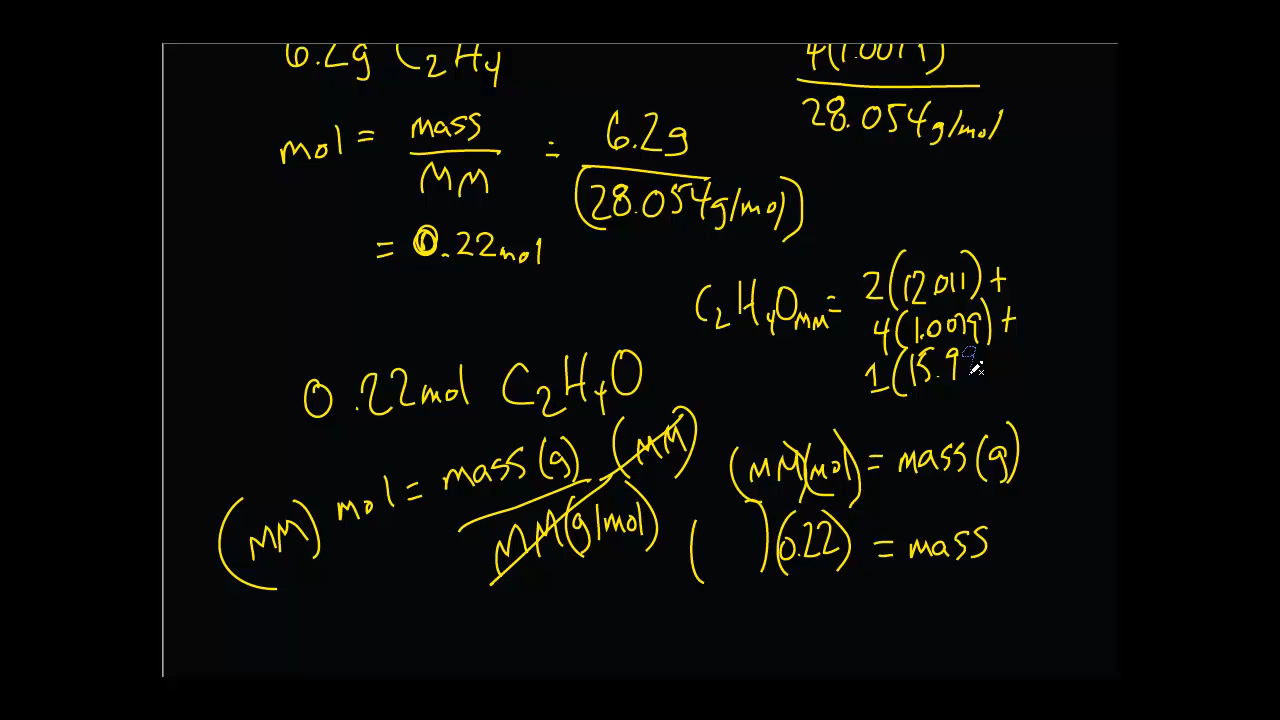 6.2g C2H4
4(1.0079)
28.054g/mol
mol = mass / MM = 6.2g / (28.054g/mol)
= 0.22mol
C2H4O MM = 2(12.011) +
4(1.0079) +
1(15.99
0.22mol C2H4O
(MM) mol = mass(g) (MM) / MM(g/mol)
(MM)(mol) = mass(g)
( )(0.22) = mass